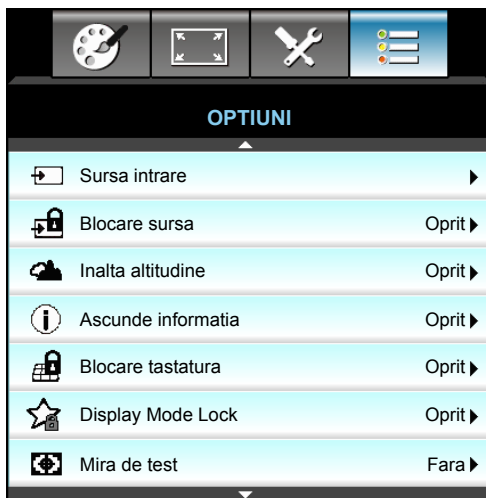 OPTIUNI
Sursa intrare
Blocare sursa Oprit
Inalta altitudine Oprit
Ascunde informatia Oprit
Blocare tastatura Oprit
Display Mode Lock Oprit
Mira de test Fara